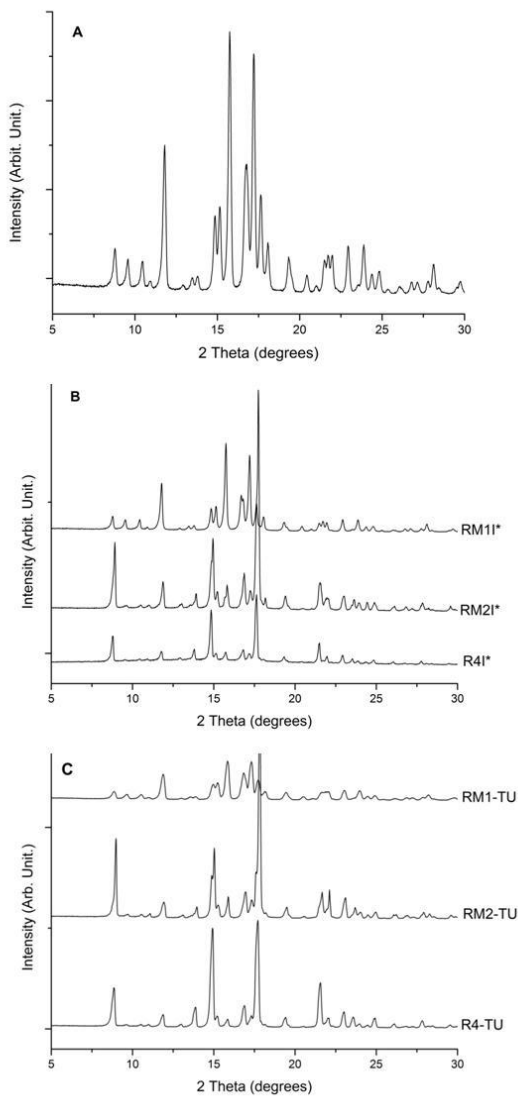 A
Intensity (Arbit. Unit.)
5 10 15 20 25 30
2 Theta (degrees)
B
Intensity (Arbit. Unit.)
RM1I*
RM2I*
R4I*
5 10 15 20 25 30
2 Theta (degrees)
C
Intensity (Arb. Unit.)
RM1-TU
RM2-TU
R4-TU
5 10 15 20 25 30
2 Theta (degrees)